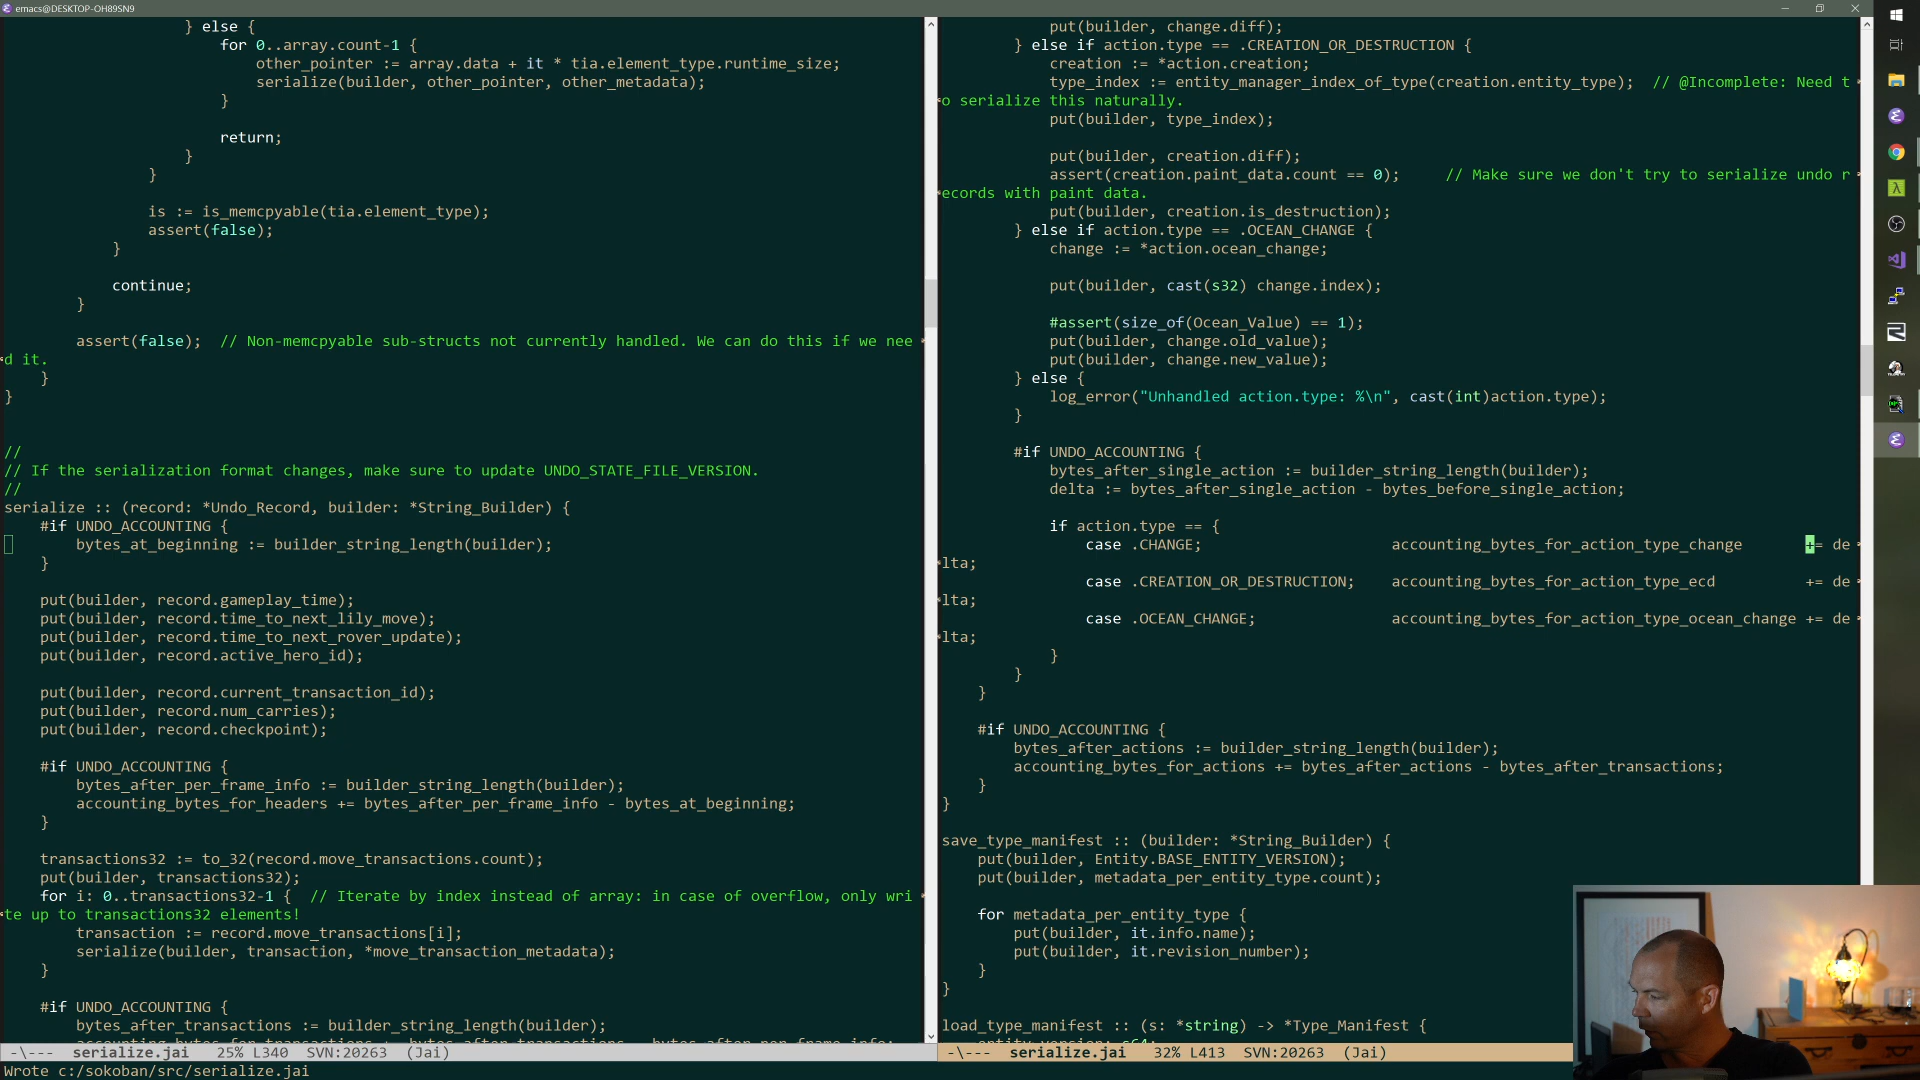 emacs@DESKTOP-OH89SN9
} else {
for 0..array.count-1 {
other_pointer := array.data + it * tia.element_type.runtime_size;
serialize(builder, other_pointer, other_metadata);
}
return;
}
}
is := is_memcpyable(tia.element_type);
assert(false);
}
continue;
}
assert(false);  // Non-memcpyable sub-structs not currently handled. We can do this if we nee
d it.
}
}
//
// If the serialization format changes, make sure to update UNDO_STATE_FILE_VERSION.
//
serialize :: (record: *Undo_Record, builder: *String_Builder) {
#if UNDO_ACCOUNTING {
bytes_at_beginning := builder_string_length(builder);
}
put(builder, record.gameplay_time);
put(builder, record.time_to_next_lily_move);
put(builder, record.time_to_next_rover_update);
put(builder, record.active_hero_id);
put(builder, record.current_transaction_id);
put(builder, record.num_carries);
put(builder, record.checkpoint);
#if UNDO_ACCOUNTING {
bytes_after_per_frame_info := builder_string_length(builder);
accounting_bytes_for_headers += bytes_after_per_frame_info - bytes_at_beginning;
}
transactions32 := to_32(record.move_transactions.count);
put(builder, transactions32);
for i: 0..transactions32-1 {  // Iterate by index instead of array: in case of overflow, only wri
te up to transactions32 elements!
transaction := record.move_transactions[i];
serialize(builder, transaction, *move_transaction_metadata);
}
#if UNDO_ACCOUNTING {
bytes_after_transactions := builder_string_length(builder);
accounting_bytes_for_transactions += bytes_after_transactions - bytes_after_per_frame_info;
-\---  serialize.jai   25% L340  SVN:20263  (Jai)
Wrote c:/sokoban/src/serialize.jai
put(builder, change.diff);
} else if action.type == .CREATION_OR_DESTRUCTION {
creation := *action.creation;
type_index := entity_manager_index_of_type(creation.entity_type);  // @Incomplete: Need t
o serialize this naturally.
put(builder, type_index);
put(builder, creation.diff);
assert(creation.paint_data.count == 0);     // Make sure we don't try to serialize undo r
ecords with paint data.
put(builder, creation.is_destruction);
} else if action.type == .OCEAN_CHANGE {
change := *action.ocean_change;
put(builder, cast(s32) change.index);
#assert(size_of(Ocean_Value) == 1);
put(builder, change.old_value);
put(builder, change.new_value);
} else {
log_error("Unhandled action.type: %\n", cast(int)action.type);
}
#if UNDO_ACCOUNTING {
bytes_after_single_action := builder_string_length(builder);
delta := bytes_after_single_action - bytes_before_single_action;
if action.type == {
case .CHANGE;                     accounting_bytes_for_action_type_change       += de
lta;
case .CREATION_OR_DESTRUCTION;    accounting_bytes_for_action_type_ecd          += de
lta;
case .OCEAN_CHANGE;               accounting_bytes_for_action_type_ocean_change += de
lta;
}
}
}
#if UNDO_ACCOUNTING {
bytes_after_actions := builder_string_length(builder);
accounting_bytes_for_actions += bytes_after_actions - bytes_after_transactions;
}
}
save_type_manifest :: (builder: *String_Builder) {
put(builder, Entity.BASE_ENTITY_VERSION);
put(builder, metadata_per_entity_type.count);
for metadata_per_entity_type {
put(builder, it.info.name);
put(builder, it.revision_number);
}
}
load_type_manifest :: (s: *string) -> *Type_Manifest {
entity_version: s64;
-\---  serialize.jai   32% L413  SVN:20263  (Jai)